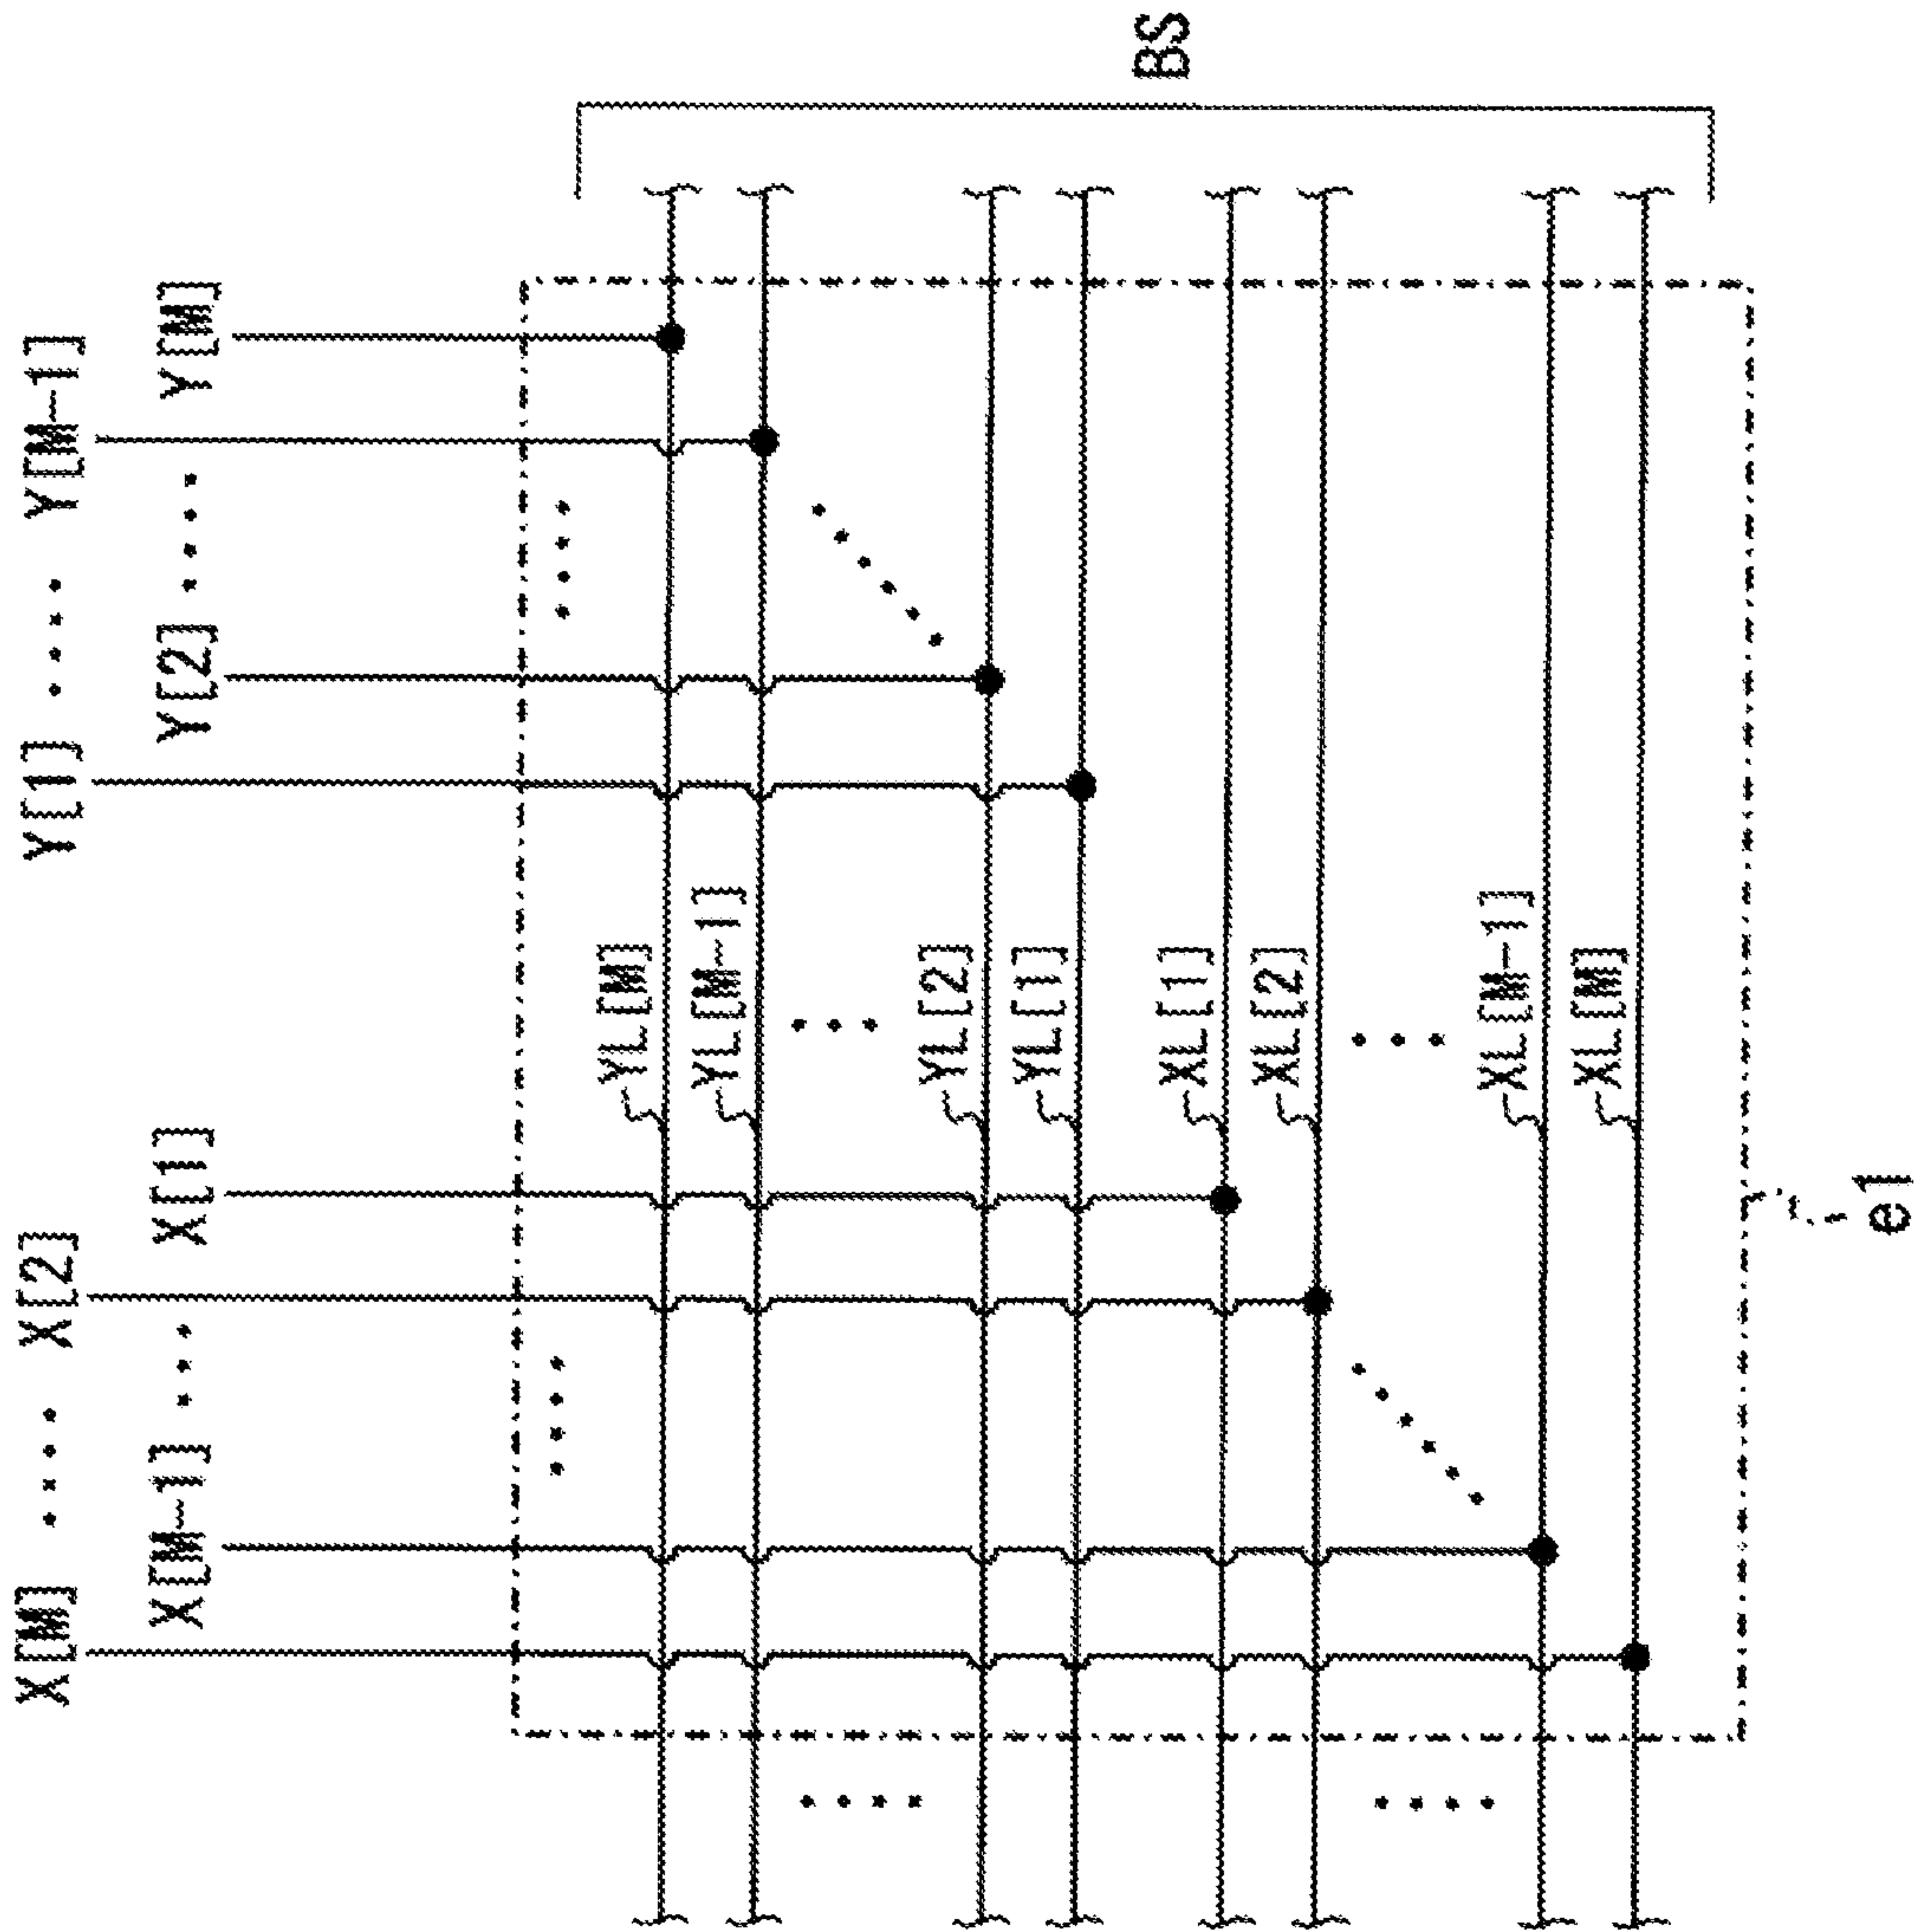 X[M] ···· X[2] Y[1] ···· Y[M-1]
X[M-1] ··· X[1] Y[2] ···· Y[M]
YL[M]
YL[M-1]
YL[2]
YL[1]
BS
XL[1]
XL[2]
XL[M-1]
XL[M]
e1